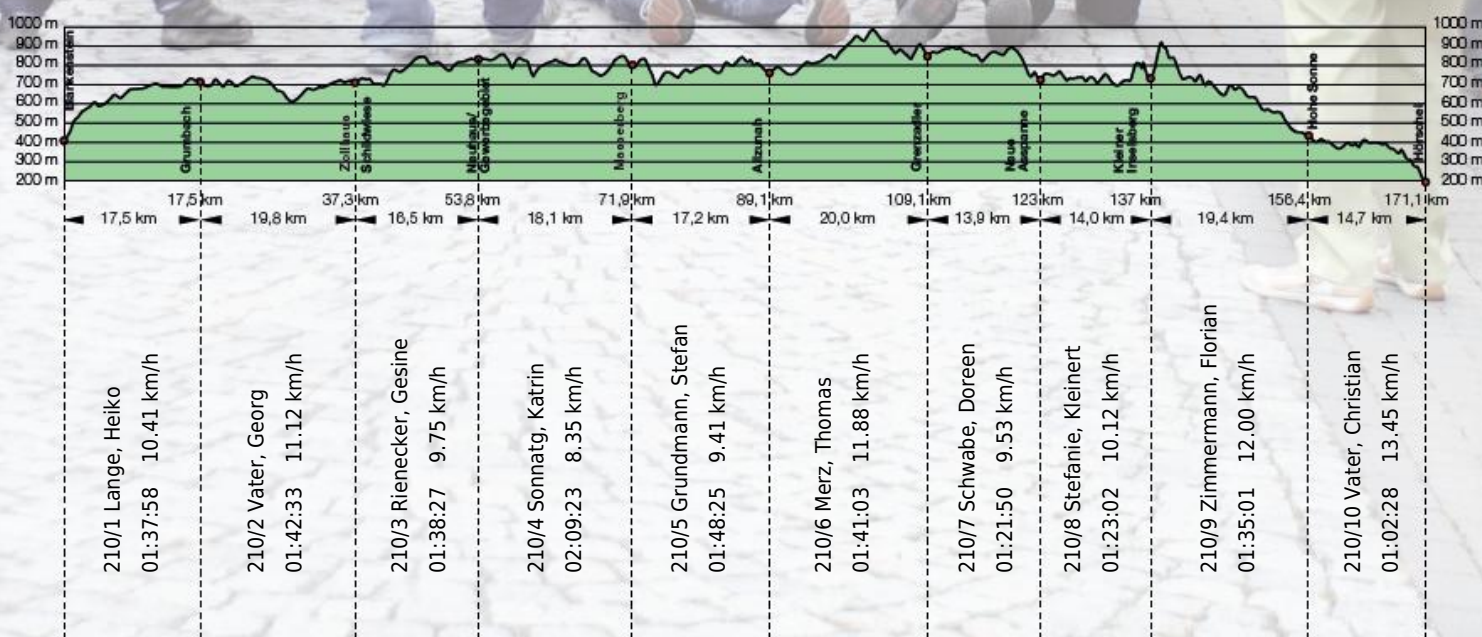 1000 m
900 m
800 m
700 m
600 m
500 m
400 m
300 m
200 m
1000 m
900 m
800 m
700 m
600 m
500 m
400 m
300 m
200 m
Blankenstein
Grumbach
Zollhaus
Schildwiese
Neuhaus/
Masserberg
Allzunah
Grenzadler
Neue
Ausspanne
Kleiner
Inselsberg
Hohe Sonne
Hörschel
17,5 km
37,3 km
53,8 km
71,9 km
89,1 km
109,1 km
123 km
137 km
156,4 km
171,1 km
17,5 km
19,8 km
16,5 km
18,1 km
17,2 km
20,0 km
13,9 km
14,0 km
19,4 km
14,7 km
210/1 Lange, Heiko
01:37:58 10.41 km/h
210/2 Vater, Georg
01:42:33 11.12 km/h
210/3 Rienecker, Gesine
01:38:27 9.75 km/h
210/4 Sonnatg, Katrin
02:09:23 8.35 km/h
210/5 Grundmann, Stefan
01:48:25 9.41 km/h
210/6 Merz, Thomas
01:41:03 11.88 km/h
210/7 Schwabe, Doreen
01:21:50 9.53 km/h
210/8 Stefanie, Kleinert
01:23:02 10.12 km/h
210/9 Zimmermann, Florian
01:35:01 12.00 km/h
210/10 Vater, Christian
01:02:28 13.45 km/h